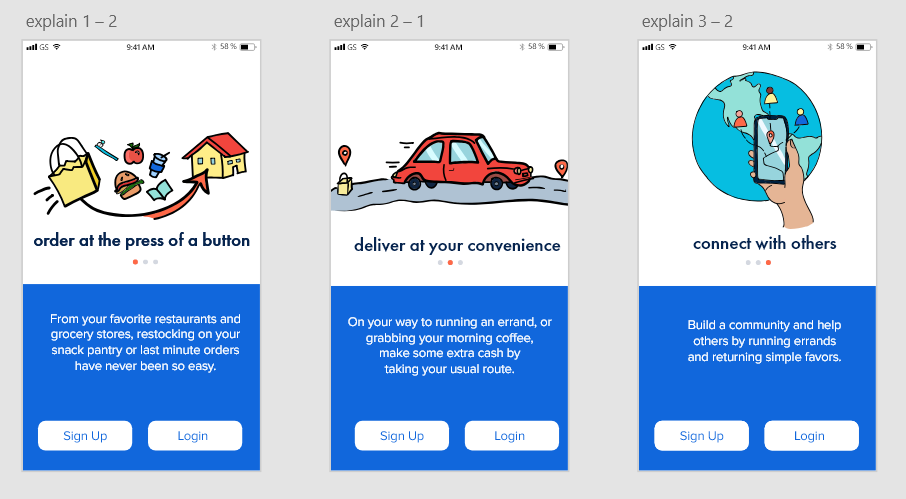 explain 1 – 2
GS 9:41 AM 58 %
order at the press of a button
From your favorite restaurants and
grocery stores, restocking on your
snack pantry or last minute orders
have never been so easy.
Sign Up Login
explain 2 – 1
GS 9:41 AM 58 %
deliver at your convenience
On your way to running an errand, or
grabbing your morning coffee,
make some extra cash by
taking your usual route.
Sign Up Login
explain 3 – 2
GS 9:41 AM 58 %
connect with others
Build a community and help
others by running errands
and returning simple favors.
Sign Up Login